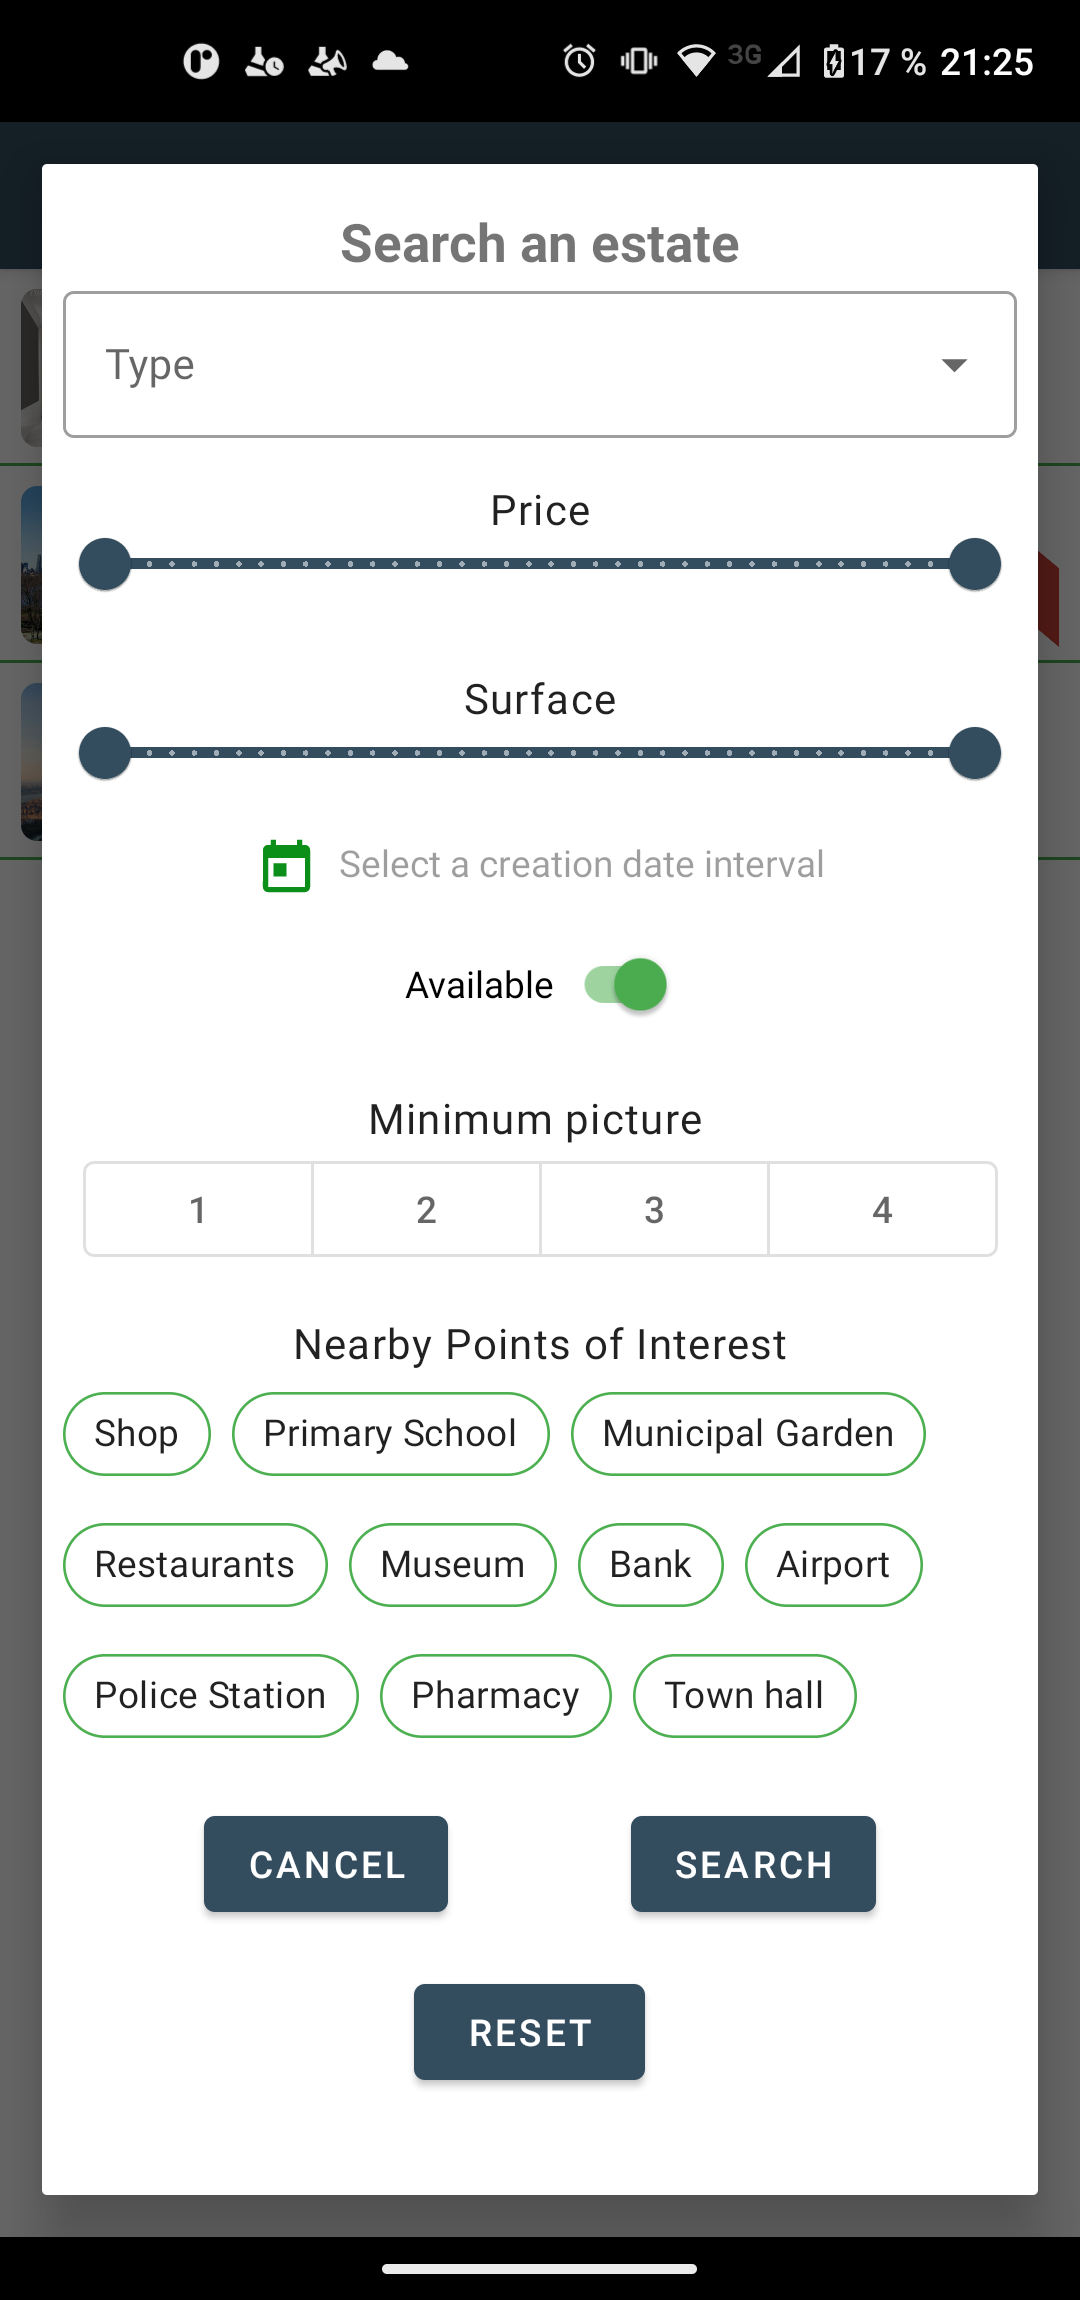 3G 17 % 21:25
Search an estate
Type
Price
Surface
Select a creation date interval
Available
Minimum picture
1 2 3 4
Nearby Points of Interest
Shop Primary School Municipal Garden
Restaurants Museum Bank Airport
Police Station Pharmacy Town hall
CANCEL SEARCH
RESET